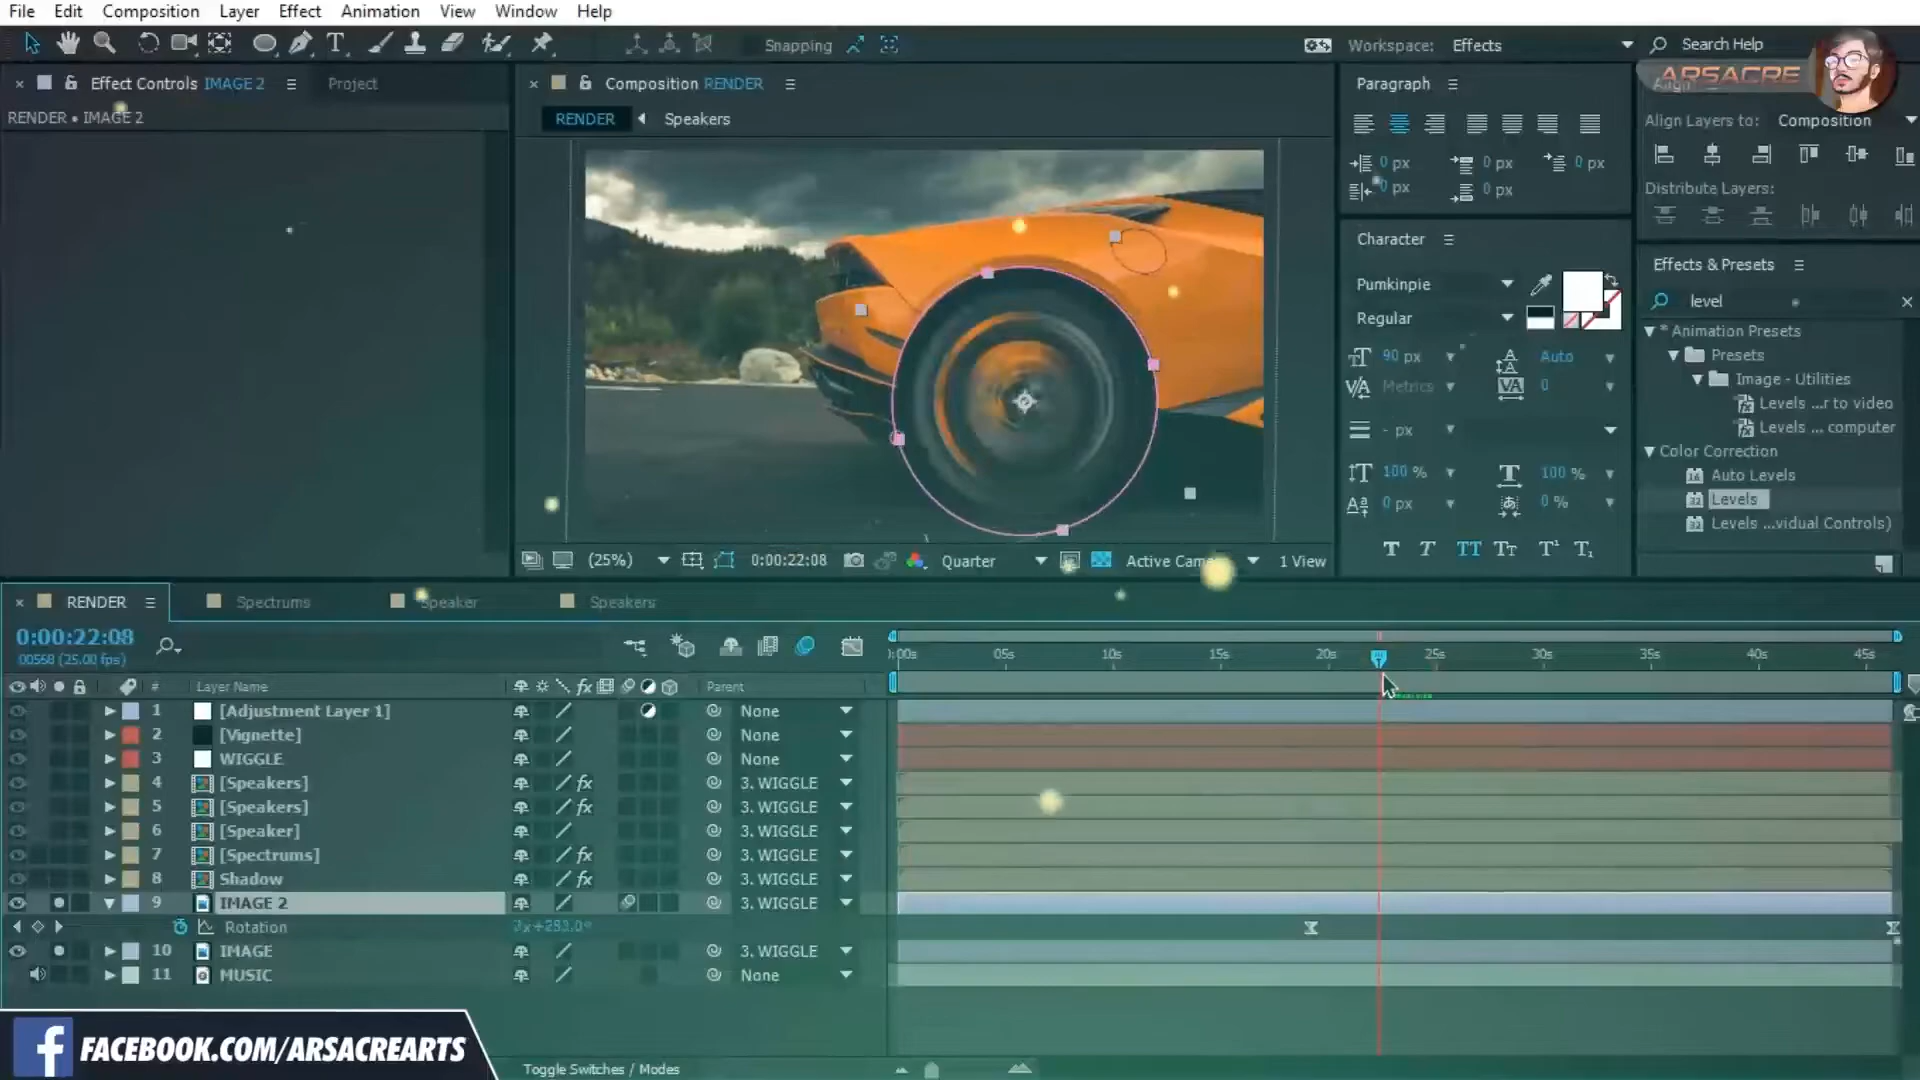 File Edit Composition Layer Effect Animation View Window Help
Snapping
Workspace: Effects
Search Help
ARSACRE
Effect Controls IMAGE 2
Project
RENDER • IMAGE 2
Composition RENDER
RENDER
Speakers
(25%)
0:00:22:08
Quarter
1 View
Paragraph
0 px
0 px
0 px
0 px
0 px
Character
Pumkinpie
Regular
90 px
Auto
Metrics
0
- px
100 %
100 %
0 px
0 %
Align
Align Layers to: Composition
Distribute Layers:
Effects & Presets
level
* Animation Presets
Presets
Image - Utilities
Levels ...r to video
Levels ... computer
Color Correction
Auto Levels
Levels
Levels ...vidual Controls)
RENDER
Spectrums
Speaker
Speakers
0:00:22:08
00558 (25.00 fps)
05s 10s 15s 20s 25s 30s 35s 40s 45s
# Layer Name Parent
1 [Adjustment Layer 1] None
2 [Vignette] None
3 WIGGLE None
4 [Speakers] 3. WIGGLE
5 [Speakers] 3. WIGGLE
6 [Speaker] 3. WIGGLE
7 [Spectrums] 3. WIGGLE
8 Shadow 3. WIGGLE
9 IMAGE 2 3. WIGGLE
Rotation
10 IMAGE 3. WIGGLE
11 MUSIC None
FACEBOOK.COM/ARSACREARTS
Toggle Switches / Modes